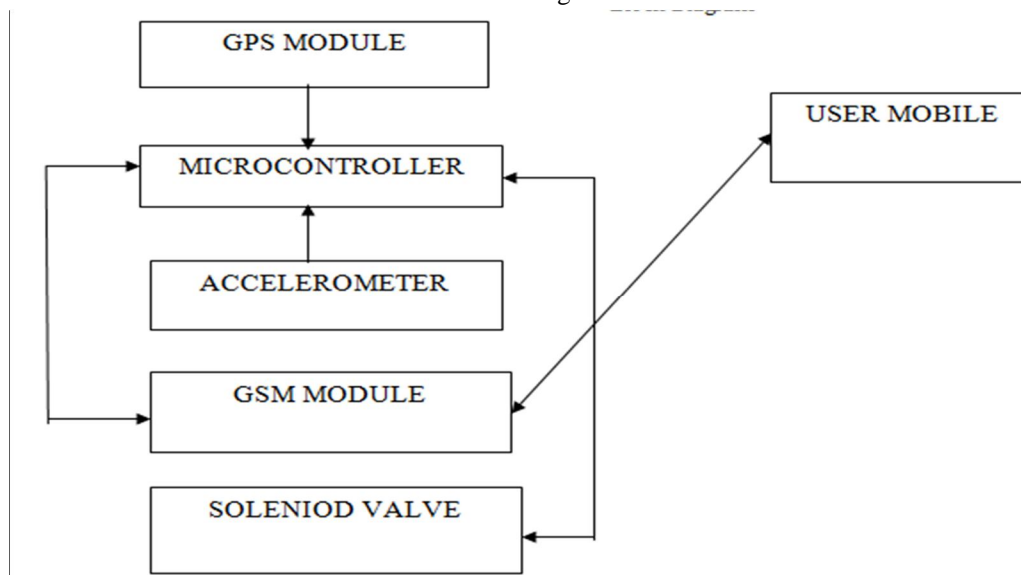 GPS MODULE
USER MOBILE
MICROCONTROLLER
ACCELEROMETER
GSM MODULE
SOLENIOD VALVE